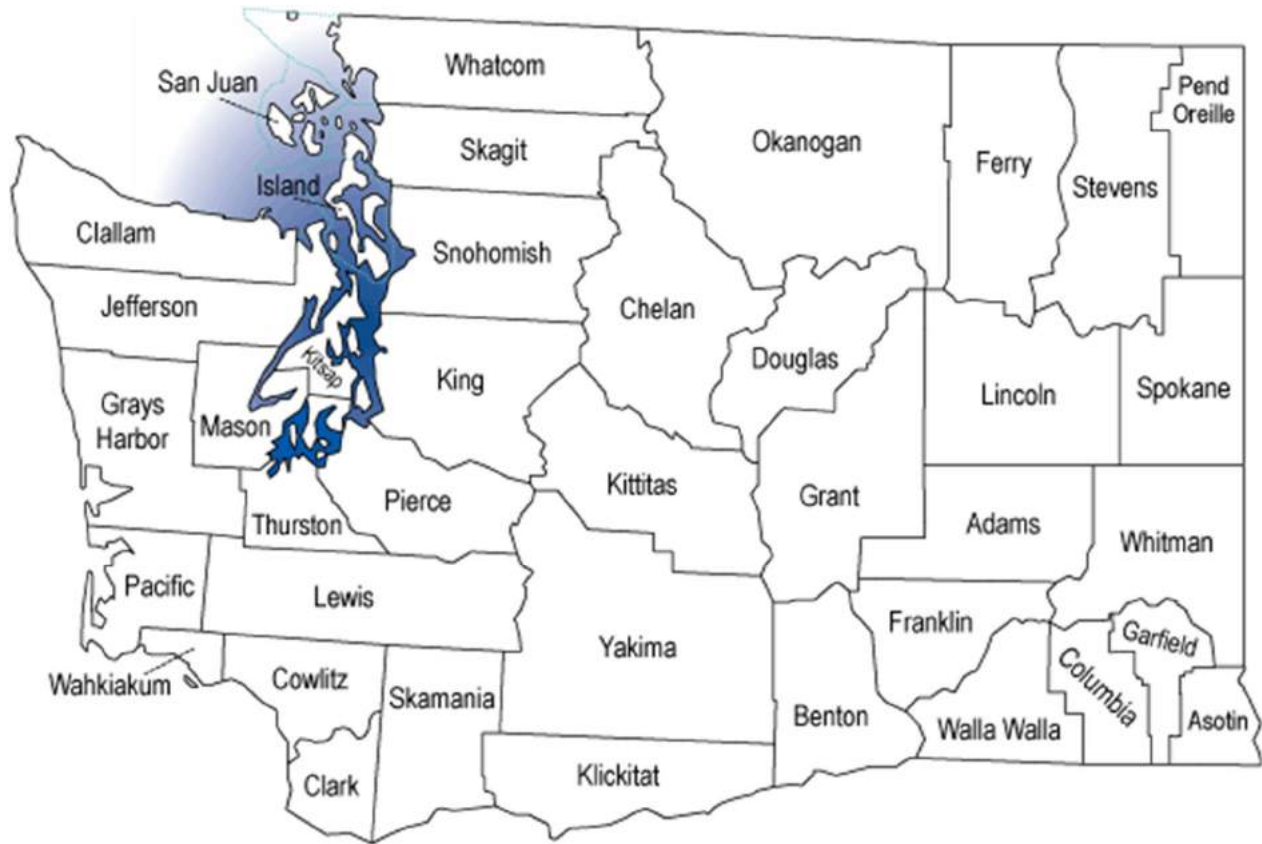 Whatcom
San Juan
Pend
Oreille
Okanogan
Skagit
Ferry
Stevens
Island
Clallam
Snohomish
Jefferson
Chelan
Douglas
Kitsap
King
Lincoln
Spokane
Grays
Harbor
Mason
Kittitas
Grant
Pierce
Thurston
Adams
Whitman
Pacific
Lewis
Franklin
Yakima
Garfield
Wahkiakum
Cowlitz
Skamania
Columbia
Benton
Walla Walla
Asotin
Clark
Klickitat